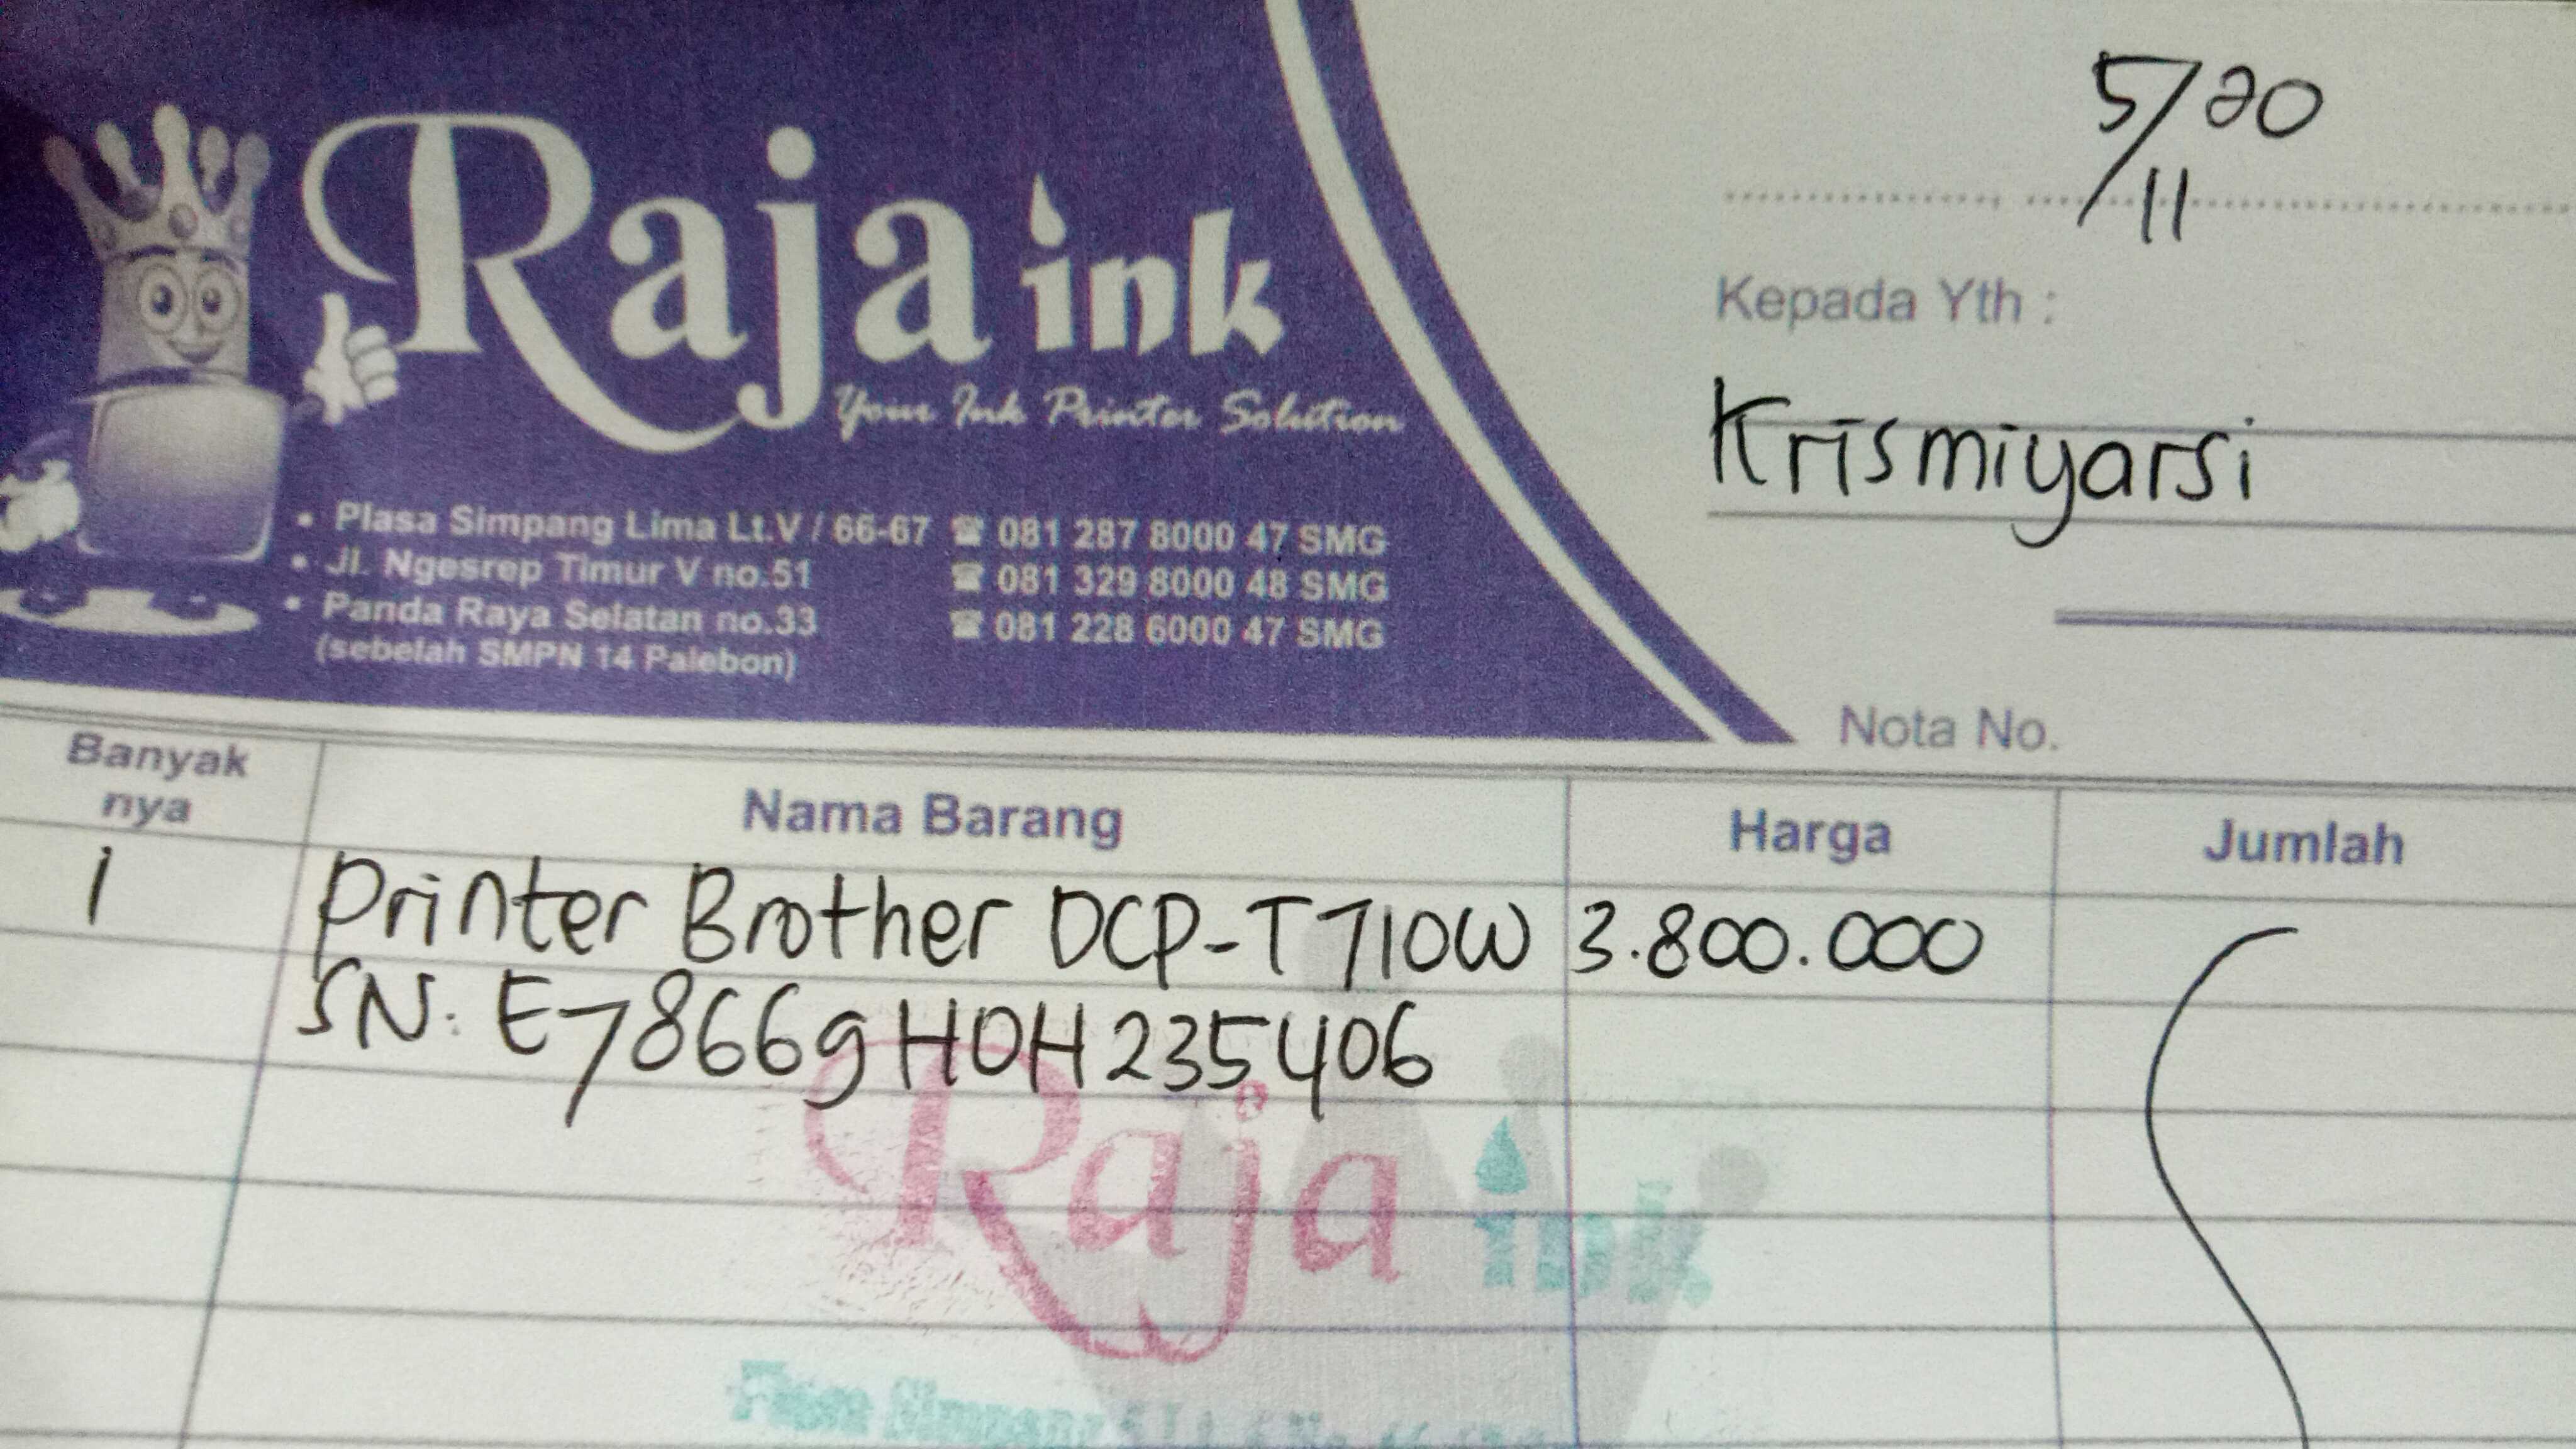 Raja ink
Your Ink Printer Solution
• Plasa Simpang Lima Lt.V / 66-67 ☎ 081 287 8000 47 SMG
• Jl. Ngesrep Timur V no.51 ☎ 081 329 8000 48 SMG
• Panda Raya Selatan no.33 ☎ 081 228 6000 47 SMG
(sebelah SMPN 14 Palebon)
5/11 20
Kepada Yth :
Krismiyarsi
Nota No.
Banyak nya Nama Barang Harga Jumlah
1 Printer Brother DCP-T710W 3.800.000
SN: E78669H0H235406
Raja ink
Simpang